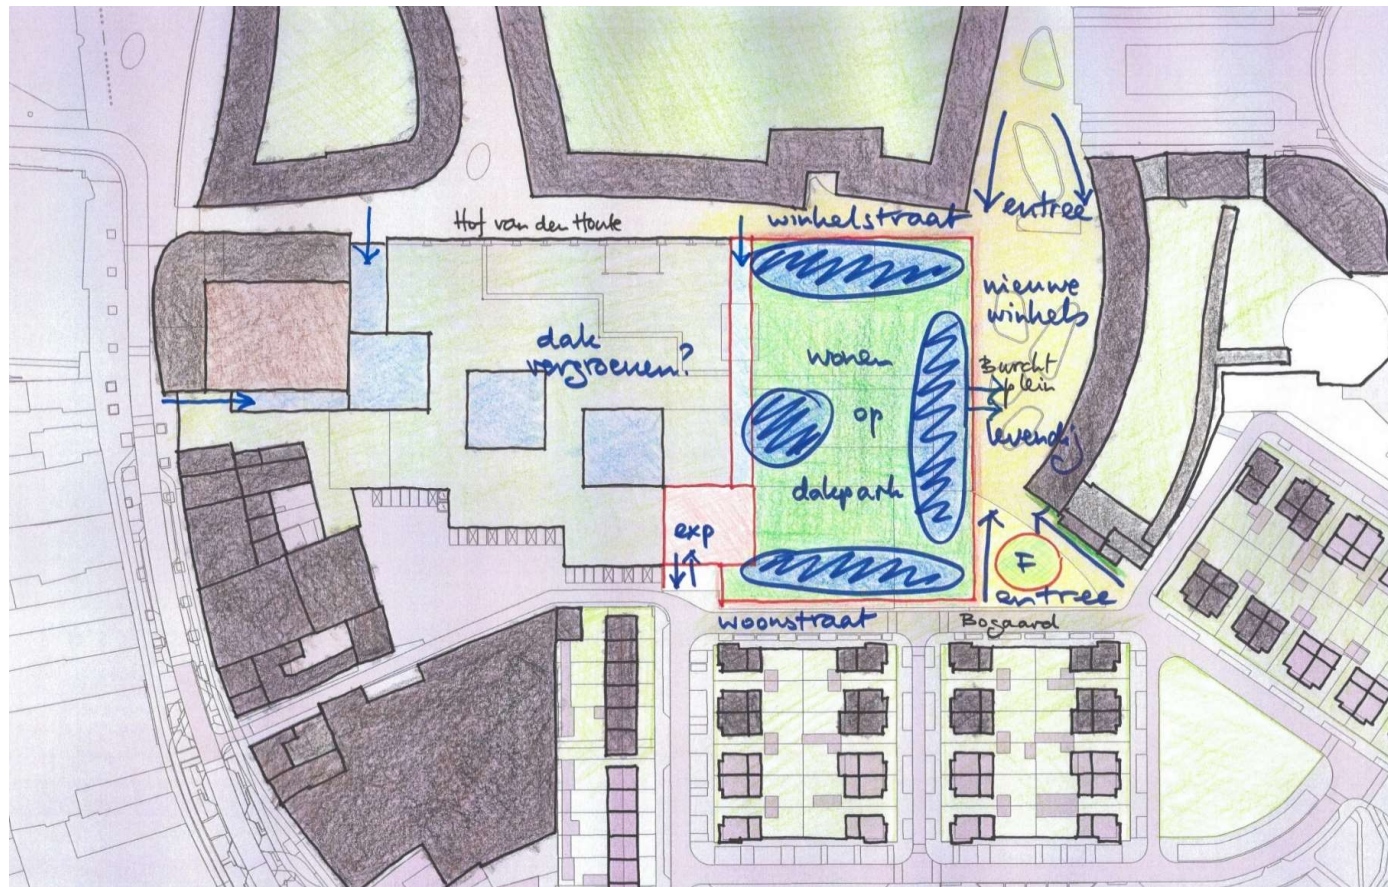 Hof van den Houte
winkelstraat
entree
nieuwe
winkels
dak
vergroenen?
wonen
op
dakpark
Burcht
plein
levendig
exp
F
entree
woonstraat
Bogaard